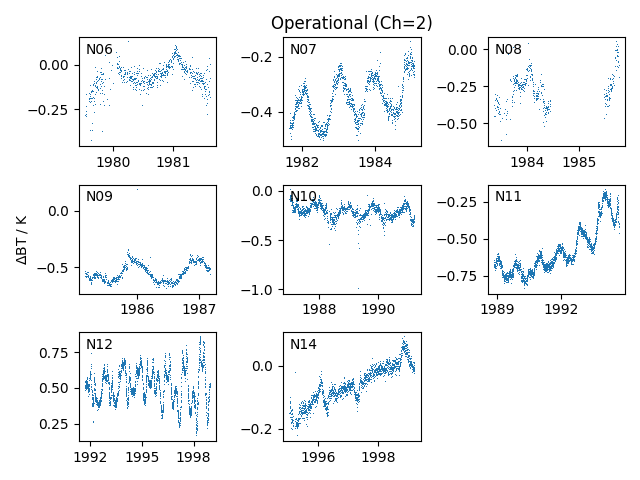 Operational (Ch=2)
N06
0.00
−0.25
1980 1981
N07
−0.2
−0.4
1982 1984
N08
0.00
−0.25
−0.50
1984 1985
ΔBT / K
N09
0.0
−0.5
1986 1987
N10
0.0
−0.5
−1.0
1988 1990
N11
−0.25
−0.50
−0.75
1989 1992
N12
0.75
0.50
0.25
1992 1995 1998
N14
0.0
−0.2
1996 1998